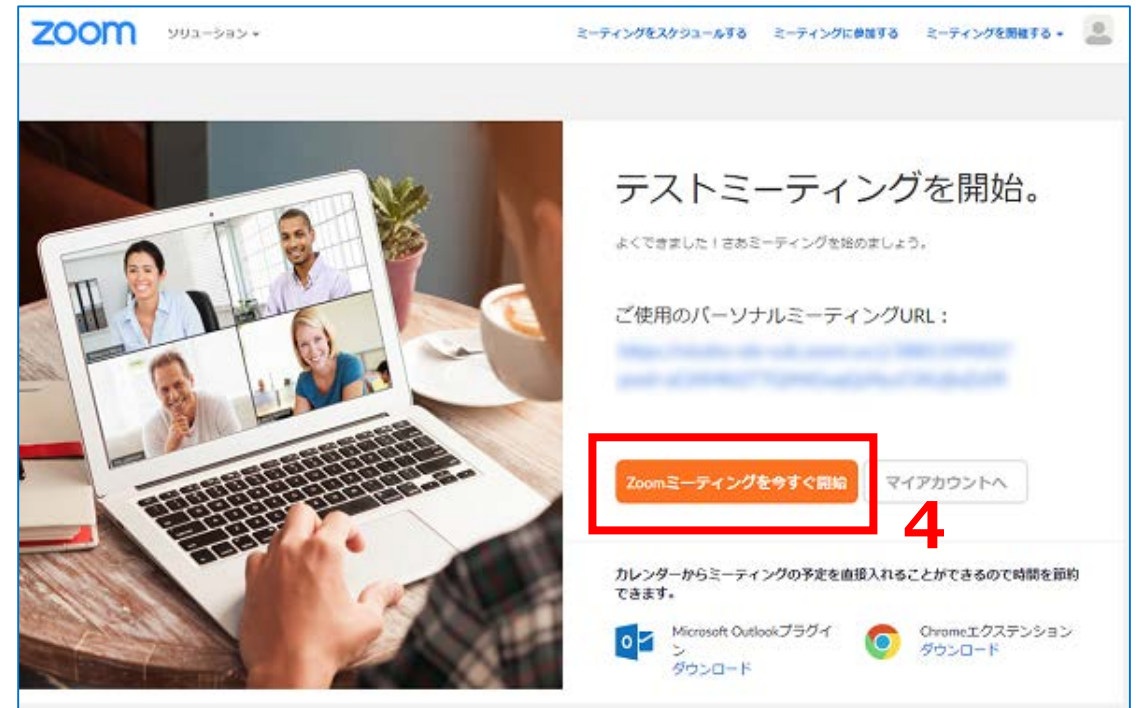 zoom ソリューション ミーティングをスケジュールする ミーティングに参加する ミーティングを開催する
テストミーティングを開始。
よくできました！さあミーティングを始めましょう。
ご使用のパーソナルミーティングURL：
Zoomミーティングを今すぐ開始 マイアカウントへ
4
カレンダーからミーティングの予定を直接入れることができるので時間を節約
できます。
Microsoft Outlookプラグイ
ン
ダウンロード
Chromeエクステンション
ダウンロード